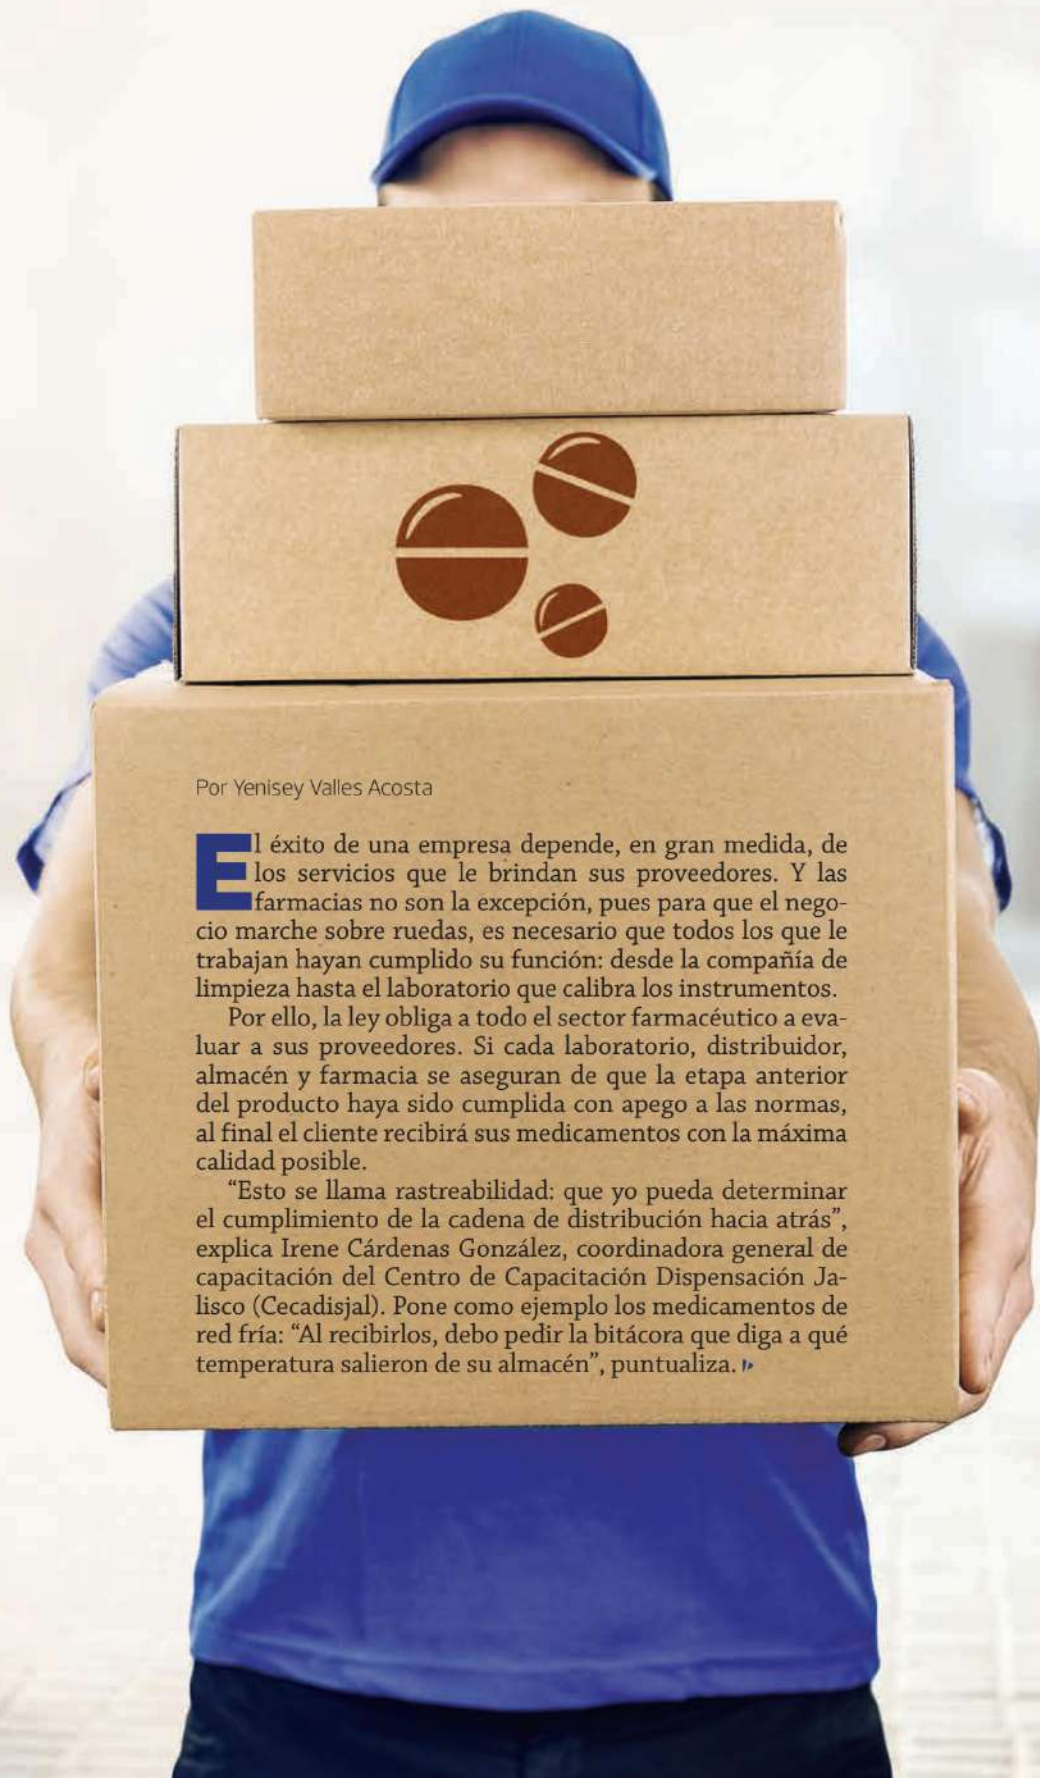 Por Yenisey Valles Acosta
El éxito de una empresa depende, en gran medida, de
los servicios que le brindan sus proveedores. Y las
farmacias no son la excepción, pues para que el nego-
cio marche sobre ruedas, es necesario que todos los que le
trabajan hayan cumplido su función: desde la compañía de
limpieza hasta el laboratorio que calibra los instrumentos.
Por ello, la ley obliga a todo el sector farmacéutico a eva-
luar a sus proveedores. Si cada laboratorio, distribuidor,
almacén y farmacia se aseguran de que la etapa anterior
del producto haya sido cumplida con apego a las normas,
al final el cliente recibirá sus medicamentos con la máxima
calidad posible.
“Esto se llama rastreabilidad: que yo pueda determinar
el cumplimiento de la cadena de distribución hacia atrás”,
explica Irene Cárdenas González, coordinadora general de
capacitación del Centro de Capacitación Dispensación Ja-
lisco (Cecadisjal). Pone como ejemplo los medicamentos de
red fría: “Al recibirlos, debo pedir la bitácora que diga a qué
temperatura salieron de su almacén”, puntualiza.